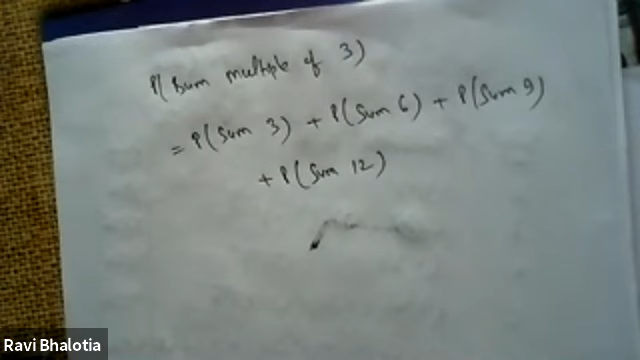 P(Sum multiple of 3)
= P(Sum 3) + P(Sum 6) + P(Sum 9)
+ P(Sum 12)
Ravi Bhalotia